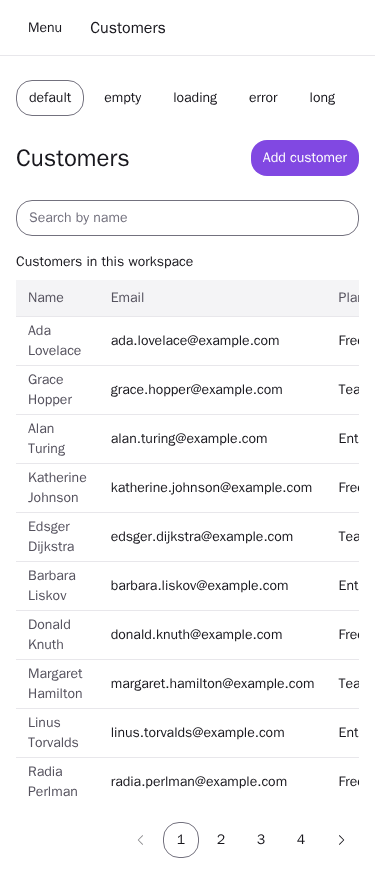 Menu Customers
default empty loading error long
Customers Add customer
Search by name
Customers in this workspace
Name Email
Ada
Lovelace ada.lovelace@example.com
Grace
Hopper grace.hopper@example.com
Alan
Turing alan.turing@example.com
Katherine
Johnson katherine.johnson@example.com
Edsger
Dijkstra edsger.dijkstra@example.com
Barbara
Liskov barbara.liskov@example.com
Donald
Knuth donald.knuth@example.com
Margaret
Hamilton margaret.hamilton@example.com
Linus
Torvalds linus.torvalds@example.com
Radia
Perlman radia.perlman@example.com
1 2 3 4